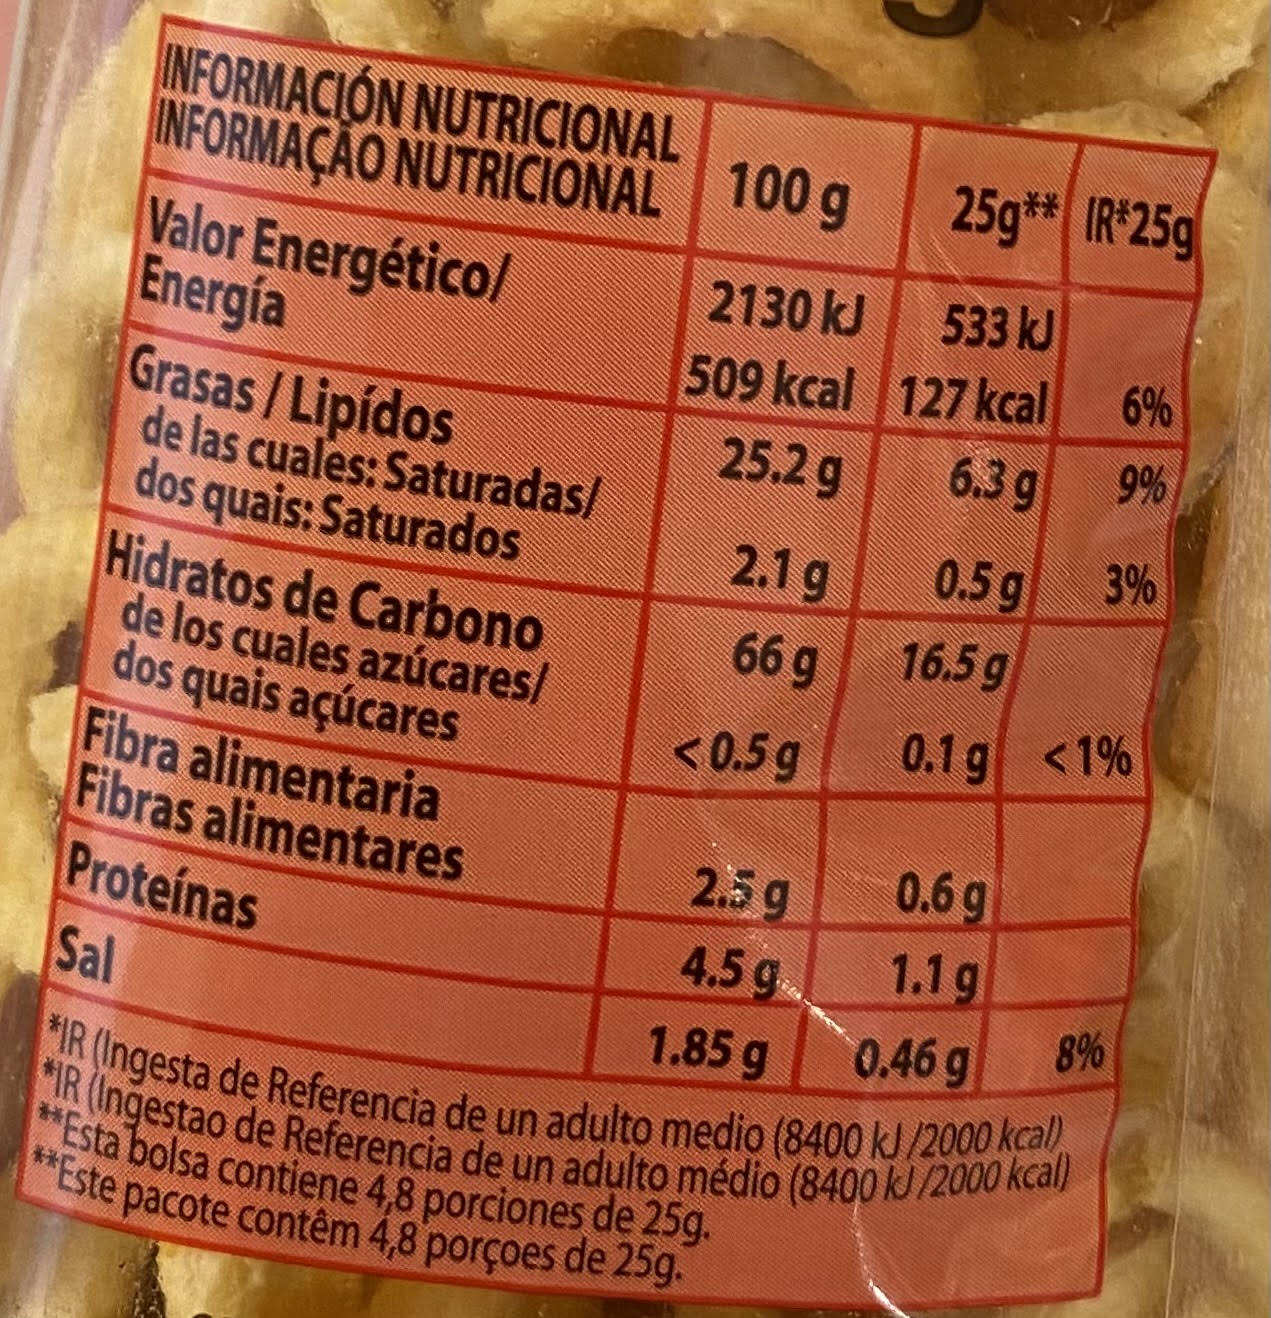 INFORMACIÓN NUTRICIONAL
INFORMAÇÃO NUTRICIONAL 100 g 25g** IR*25g
Valor Energético/ 2130 kJ 533 kJ
Energía 509 kcal 127 kcal 6%
Grasas / Lipídos 25.2 g 6.3 g 9%
de las cuales: Saturadas/
dos quais: Saturados 2.1 g 0.5 g 3%
Hidratos de Carbono 66 g 16.5 g
de los cuales azúcares/
dos quais açúcares < 0.5 g 0.1 g < 1%
Fibra alimentaria
Fibras alimentares 2.5 g 0.6 g
Proteínas 4.5 g 1.1 g
Sal 1.85 g 0.46 g 8%
*IR (Ingesta de Referencia de un adulto medio (8400 kJ /2000 kcal)
*IR (Ingestao de Referencia de un adulto médio (8400 kJ /2000 kcal)
**Esta bolsa contiene 4,8 porciones de 25g.
**Este pacote contêm 4,8 porçoes de 25g.